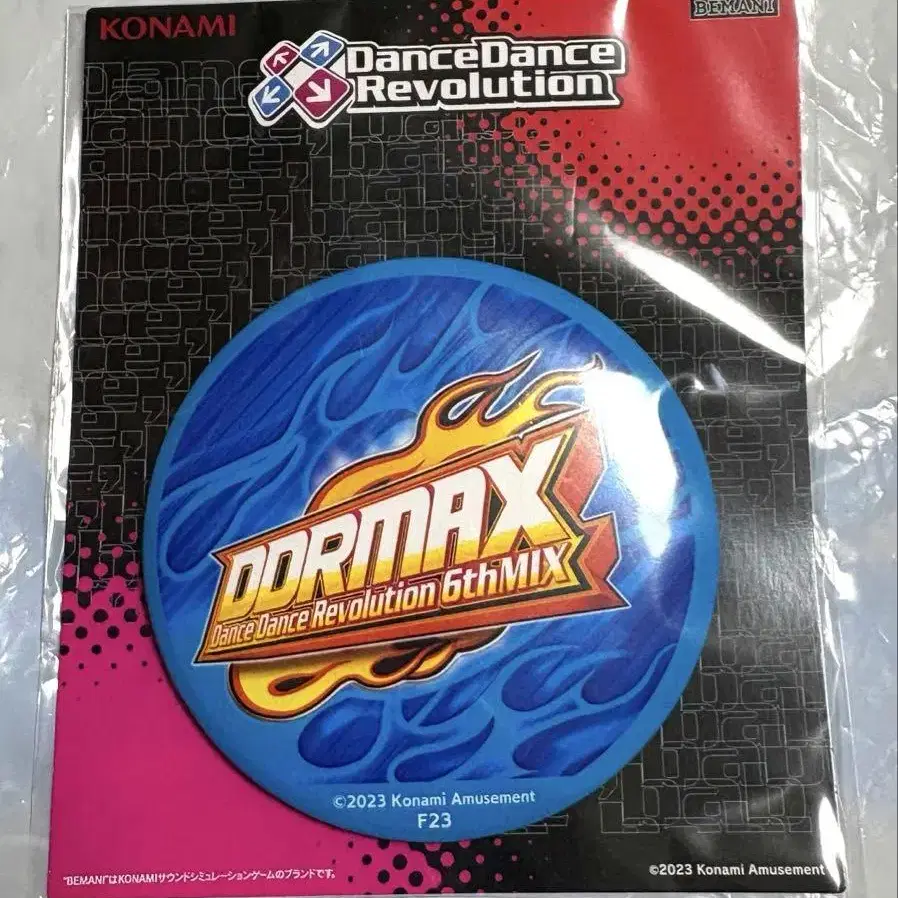 KONAMI
BEMANI
DanceDance
Revolution
DDRMAX
Dance Dance Revolution 6thMIX
©2023 Konami Amusement
F23
"BEMANI"はKONAMIサウンドシミュレーションゲームのブランドです。
©2023 Konami Amusement